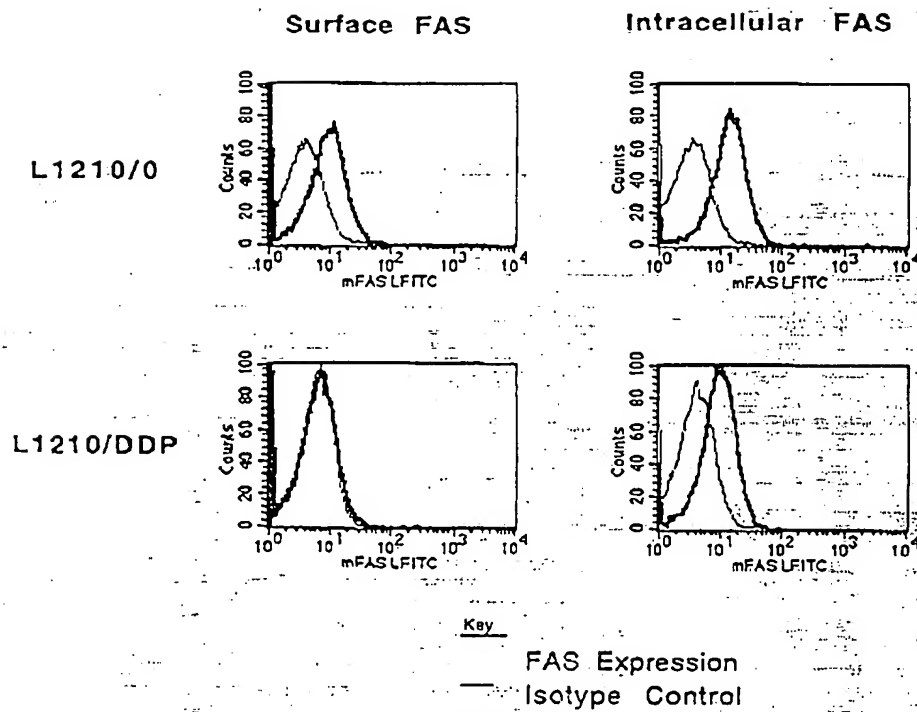 Surface FAS
Intracellular FAS
L1210/0
Counts
100
80
60
40
20
0
10^0
10^1
10^2
10^3
10^4
mFAS LFITC
Counts
100
80
60
40
20
0
10^0
10^1
10^2
10^3
10^4
mFAS LFITC
L1210/DDP
Counts
100
80
60
40
20
0
10^0
10^1
10^2
10^3
10^4
mFAS LFITC
Counts
100
80
60
40
20
0
10^0
10^1
10^2
10^3
10^4
mFAS LFITC
Key
FAS Expression
Isotype Control